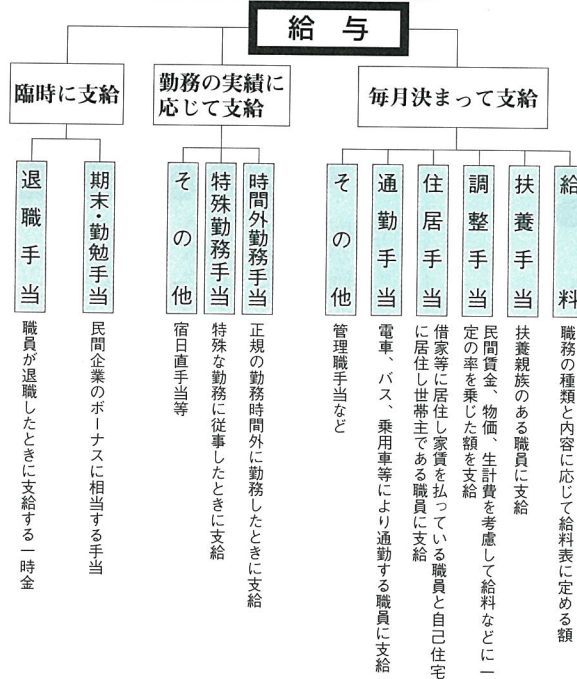 給与
毎月決まって支給
給料
職務の種類と内容に応じて給料表に定める額
扶養手当
扶養親族のある職員に支給
調整手当
民間賃金、物価、生計費を考慮して給料などに一
定の率を乗じた額を支給
住居手当
借家等に居住し家賃を払っている職員と自己住宅
に居住し世帯主である職員に支給
通勤手当
電車、バス、乗用車等により通勤する職員に支給
その他
管理職手当など
勤務の実績に
応じて支給
時間外勤務手当
正規の勤務時間外に勤務したときに支給
特殊勤務手当
特殊な勤務に従事したときに支給
その他
宿日直手当等
臨時に支給
期末・勤勉手当
民間企業のボーナスに相当する手当
退職手当
職員が退職したときに支給する一時金